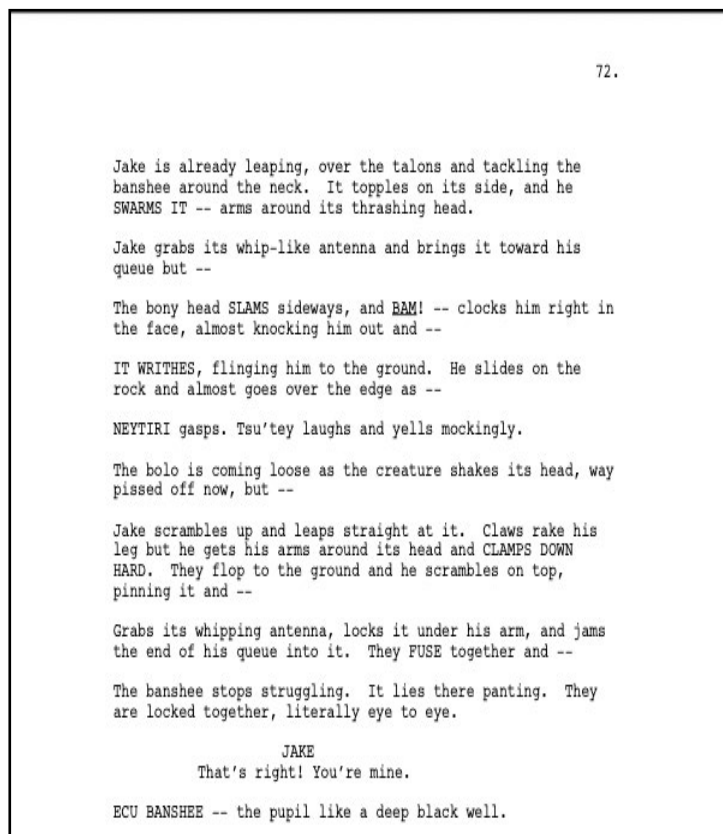 72.
Jake is already leaping, over the talons and tackling the
banshee around the neck.  It topples on its side, and he
SWARMS IT -- arms around its thrashing head.
Jake grabs its whip-like antenna and brings it toward his
queue but --
The bony head SLAMS sideways, and BAM! -- clocks him right in
the face, almost knocking him out and --
IT WRITHES, flinging him to the ground.  He slides on the
rock and almost goes over the edge as --
NEYTIRI gasps. Tsu'tey laughs and yells mockingly.
The bolo is coming loose as the creature shakes its head, way
pissed off now, but --
Jake scrambles up and leaps straight at it.  Claws rake his
leg but he gets his arms around its head and CLAMPS DOWN
HARD.  They flop to the ground and he scrambles on top,
pinning it and --
Grabs its whipping antenna, locks it under his arm, and jams
the end of his queue into it.  They FUSE together and --
The banshee stops struggling.  It lies there panting.  They
are locked together, literally eye to eye.
JAKE
That's right! You're mine.
ECU BANSHEE -- the pupil like a deep black well.